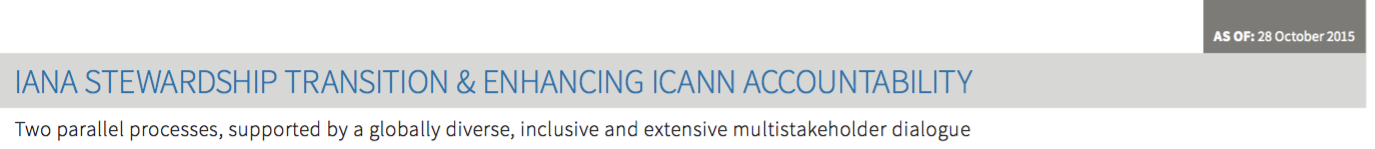 AS OF: 28 October 2015
IANA STEWARDSHIP TRANSITION & ENHANCING ICANN ACCOUNTABILITY
Two parallel processes, supported by a globally diverse, inclusive and extensive multistakeholder dialogue